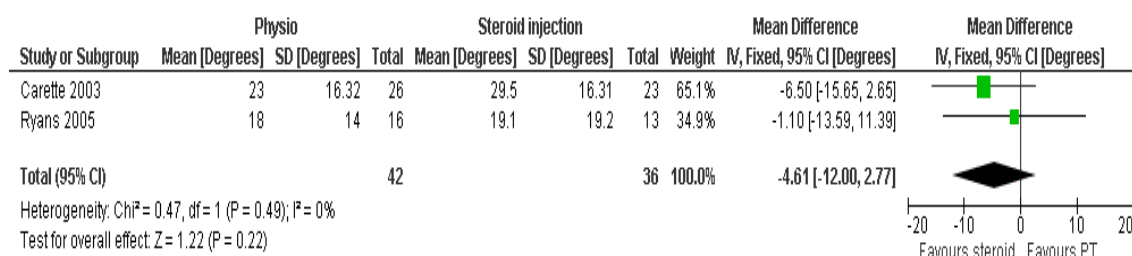 Physio Steroid injection Mean Difference Mean Difference
Study or Subgroup Mean [Degrees] SD [Degrees] Total Mean [Degrees] SD [Degrees] Total Weight IV, Fixed, 95% CI [Degrees] IV, Fixed, 95% CI [Degrees]
Carette 2003 23 16.32 26 29.5 16.31 23 65.1% -6.50 [-15.65, 2.65]
Ryans 2005 18 14 16 19.1 19.2 13 34.9% -1.10 [-13.59, 11.39]
Total (95% CI) 42 36 100.0% -4.61 [-12.00, 2.77]
Heterogeneity: Chi² = 0.47, df = 1 (P = 0.49); I² = 0%
Test for overall effect: Z = 1.22 (P = 0.22)
-20 -10 0 10 20
Favours steroid Favours PT